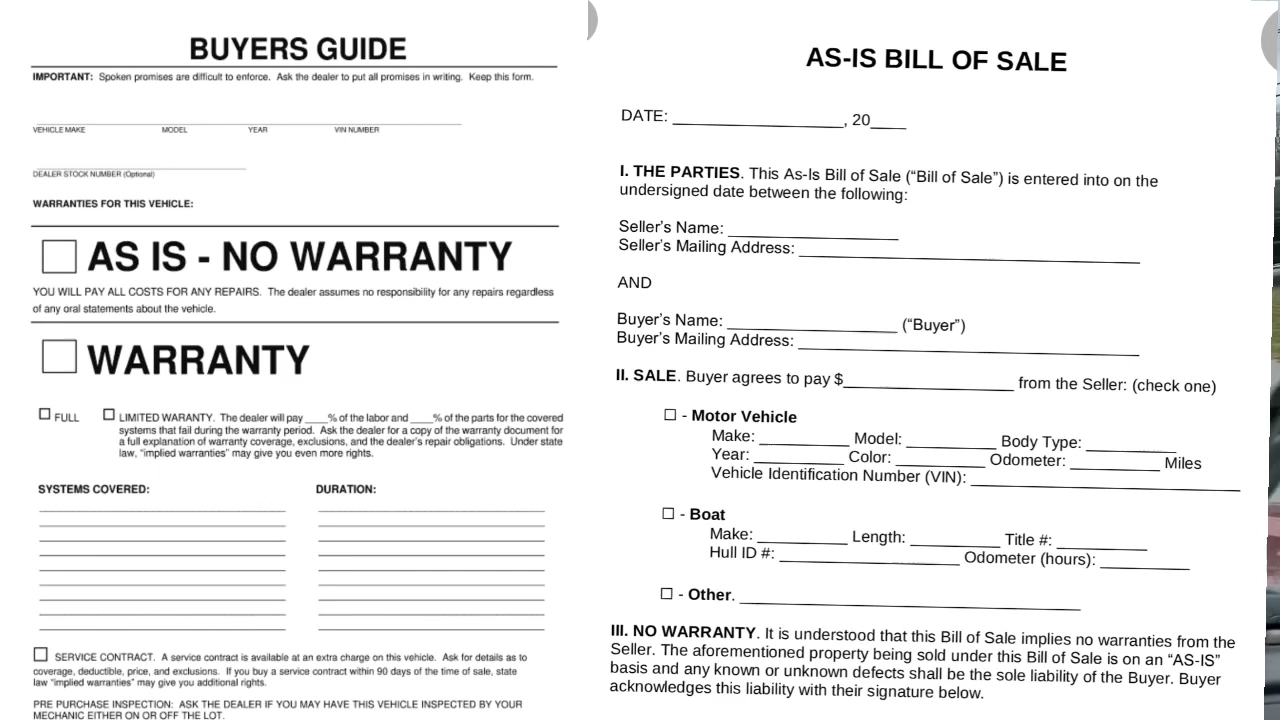 BUYERS GUIDE
IMPORTANT: Spoken promises are difficult to enforce. Ask the dealer to put all promises in writing. Keep this form.
VEHICLE MAKE MODEL YEAR VIN NUMBER
DEALER STOCK NUMBER (Optional)
WARRANTIES FOR THIS VEHICLE:
☐ AS IS - NO WARRANTY
YOU WILL PAY ALL COSTS FOR ANY REPAIRS. The dealer assumes no responsibility for any repairs regardless
of any oral statements about the vehicle.
☐ WARRANTY
☐ FULL ☐ LIMITED WARANTY. The dealer will pay ____% of the labor and ____% of the parts for the covered
systems that fail during the warranty period. Ask the dealer for a copy of the warranty document for
a full explanation of warranty coverage, exclusions, and the dealer's repair obligations. Under state
law, "implied warranties" may give you even more rights.
SYSTEMS COVERED: DURATION:
☐ SERVICE CONTRACT. A service contract is available at an extra charge on this vehicle. Ask for details as to
coverage, deductible, price, and exclusions. If you buy a service contract within 90 days of the time of sale, state
law "implied warranties" may give you additional rights.
PRE PURCHASE INSPECTION: ASK THE DEALER IF YOU MAY HAVE THIS VEHICLE INSPECTED BY YOUR
MECHANIC EITHER ON OR OFF THE LOT.
AS-IS BILL OF SALE
DATE: ___________________, 20____
I. THE PARTIES. This As-Is Bill of Sale (“Bill of Sale”) is entered into on the
undersigned date between the following:
Seller’s Name: ___________________
Seller’s Mailing Address: ______________________________________
AND
Buyer’s Name: ___________________ (“Buyer”)
Buyer’s Mailing Address: ______________________________________
II. SALE. Buyer agrees to pay $___________________ from the Seller: (check one)
☐ - Motor Vehicle
Make: __________ Model: __________ Body Type: __________
Year: __________ Color: __________ Odometer: __________ Miles
Vehicle Identification Number (VIN): ______________________________
☐ - Boat
Make: __________ Length: __________ Title #: __________
Hull ID #: ____________________ Odometer (hours): __________
☐ - Other. ______________________________________
III. NO WARRANTY. It is understood that this Bill of Sale implies no warranties from the
Seller. The aforementioned property being sold under this Bill of Sale is on an “AS-IS”
basis and any known or unknown defects shall be the sole liability of the Buyer. Buyer
acknowledges this liability with their signature below.